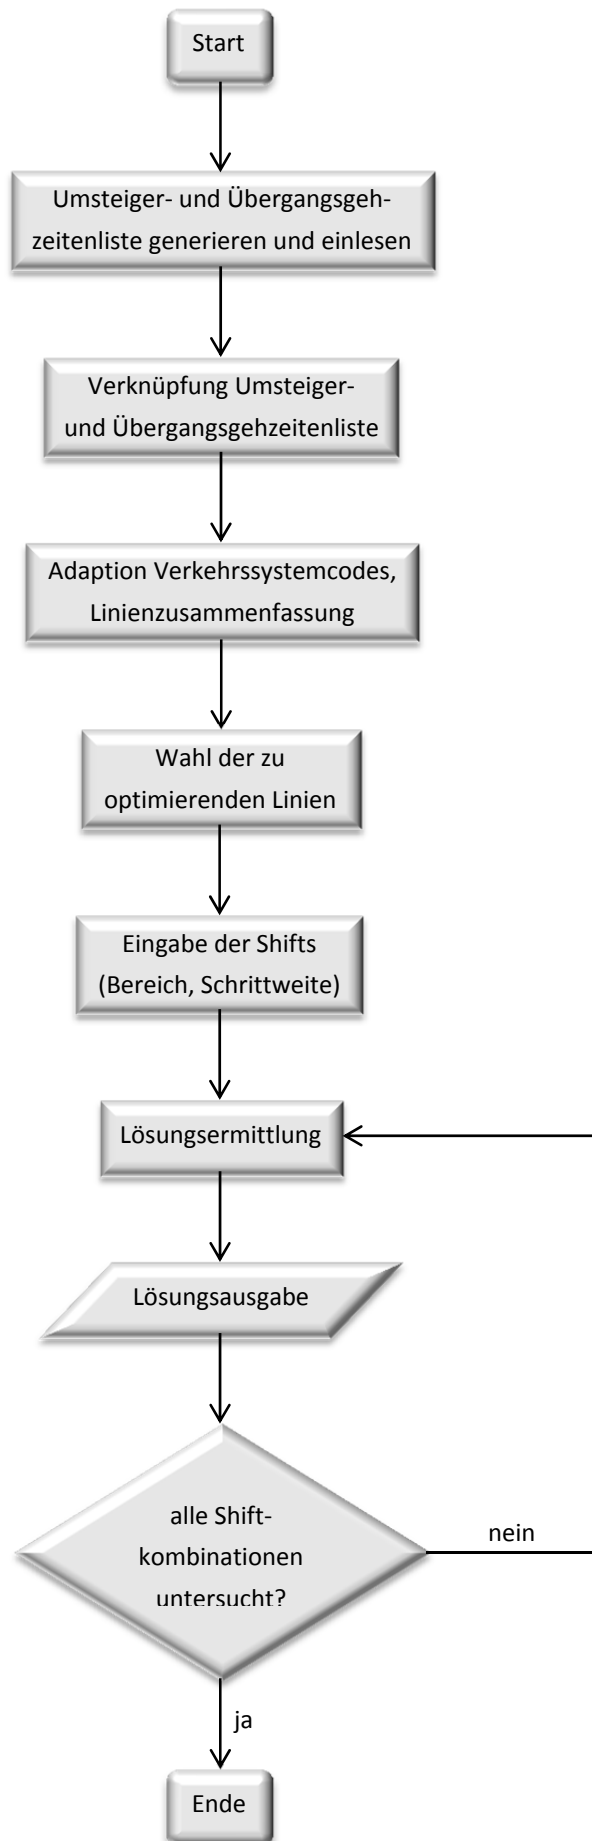 Start
Umsteiger- und Übergangsgeh-
zeitenliste generieren und einlesen
Verknüpfung Umsteiger-
und Übergangsgehzeitenliste
Adaption Verkehrssystemcodes,
Linienzusammenfassung
Wahl der zu
optimierenden Linien
Eingabe der Shifts
(Bereich, Schrittweite)
Lösungsermittlung
Lösungsausgabe
alle Shift-
kombinationen
untersucht?
nein
ja
Ende